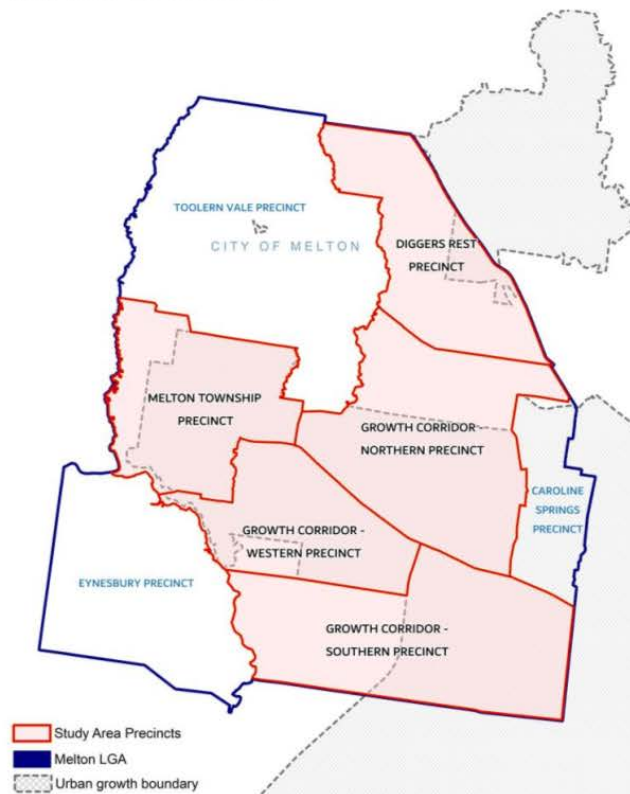 TOOLERN VALE PRECINCT
CITY OF MELTON
DIGGERS REST
PRECINCT
MELTON TOWNSHIP
PRECINCT
GROWTH CORRIDOR-
NORTHERN PRECINCT
CAROLINE
SPRINGS
PRECINCT
GROWTH CORRIDOR -
WESTERN PRECINCT
EYNESBURY PRECINCT
GROWTH CORRIDOR -
SOUTHERN PRECINCT
Study Area Precincts
Melton LGA
Urban growth boundary